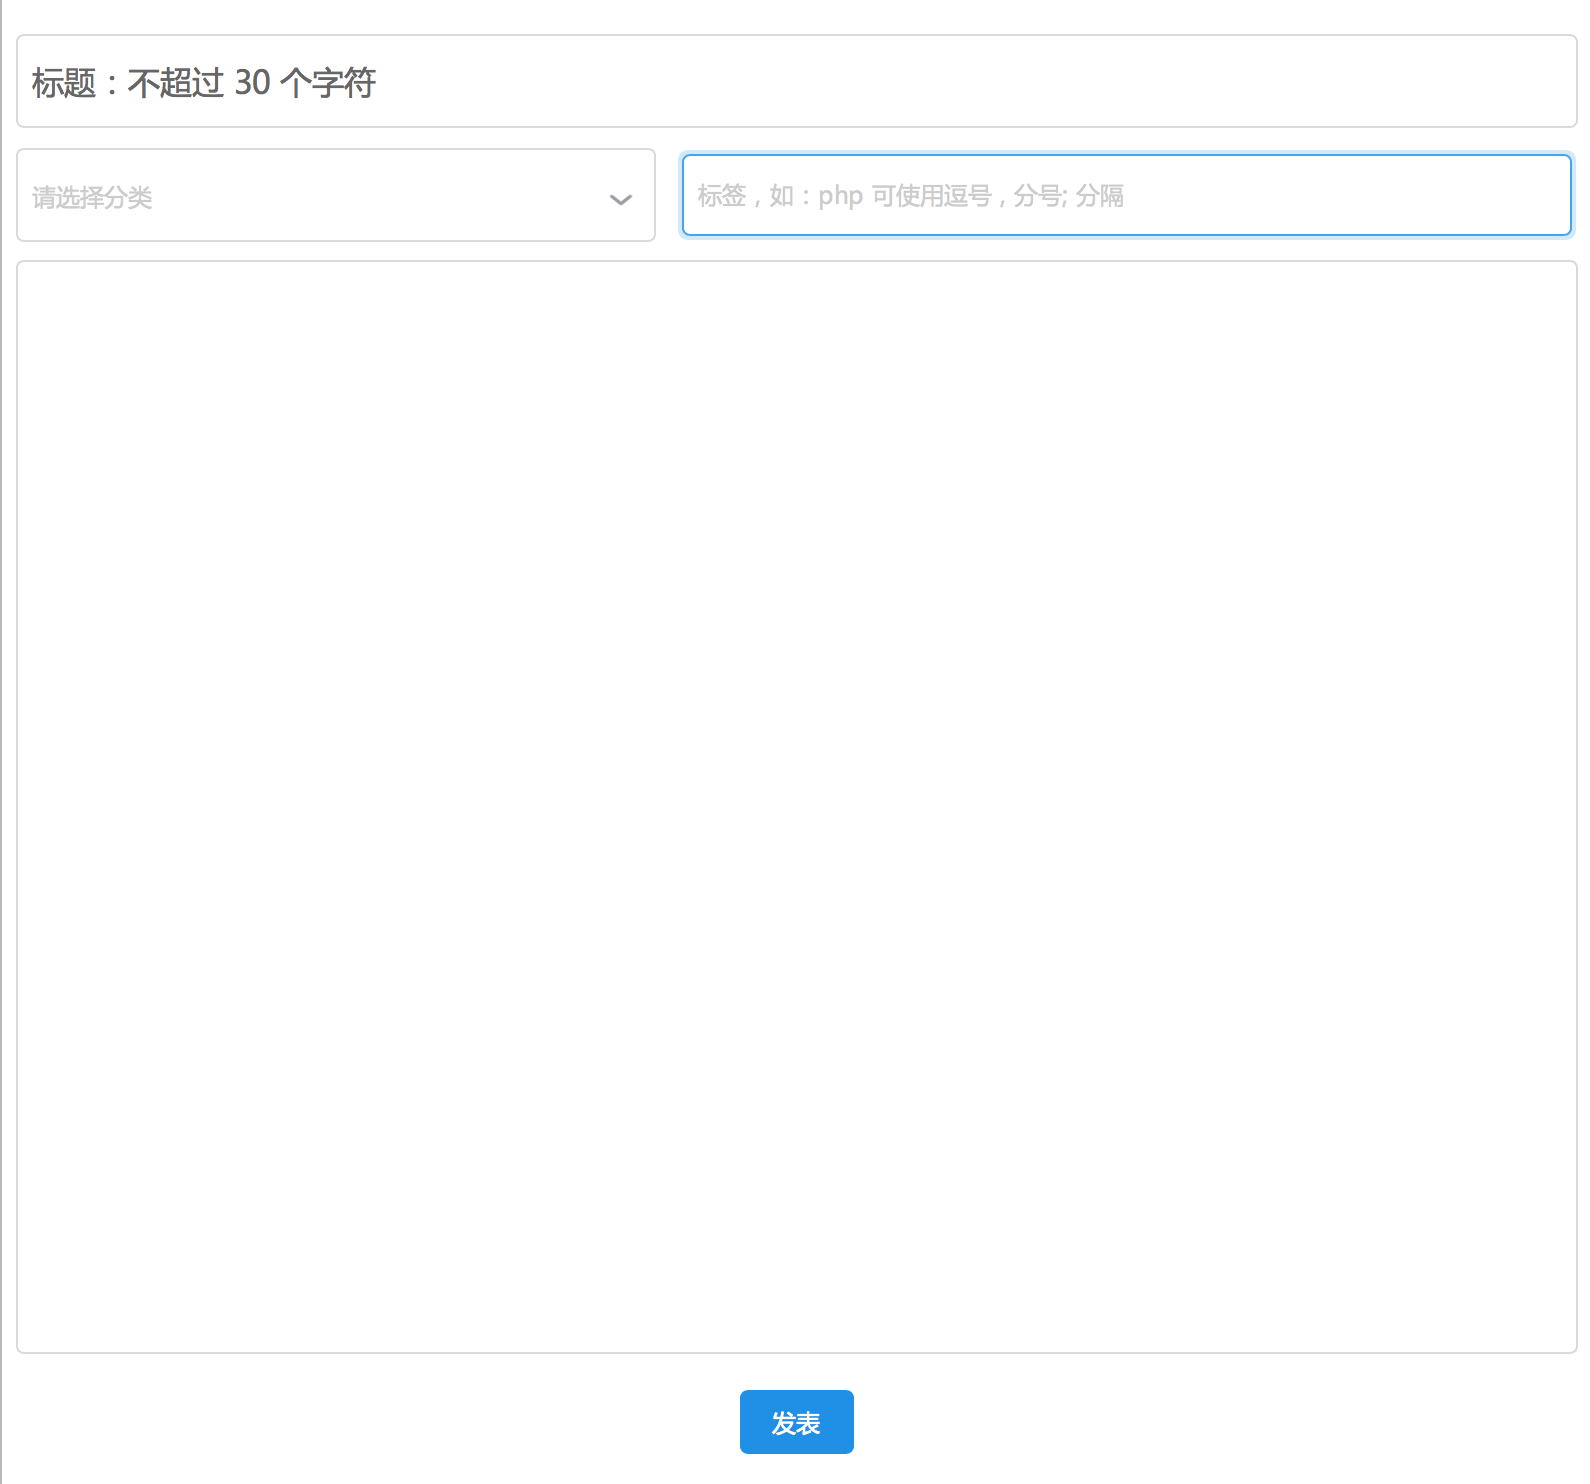 标题：不超过 30 个字符
请选择分类
标签，如：php 可使用逗号，分号; 分隔
发表